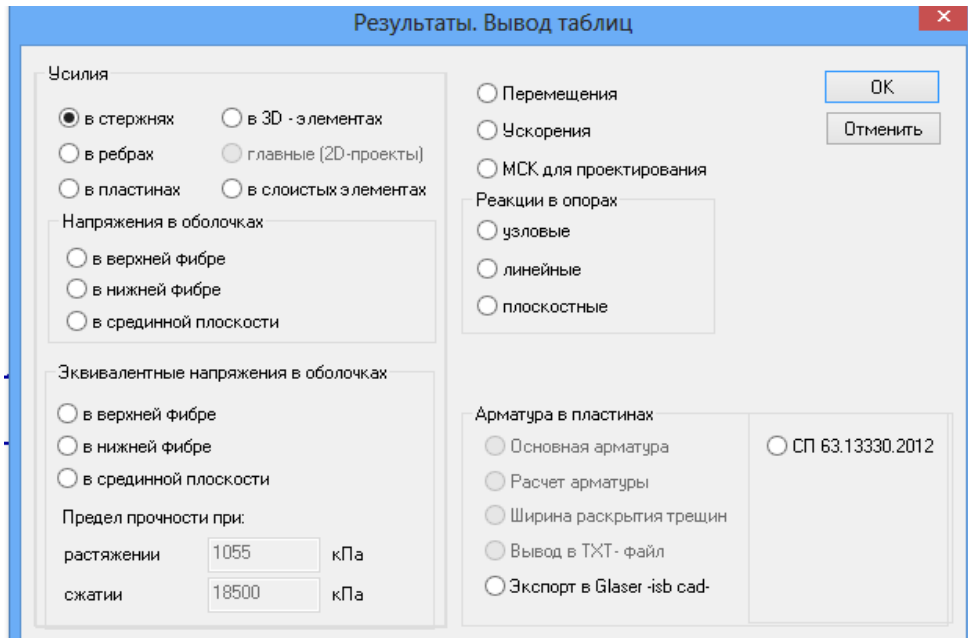 Результаты. Вывод таблиц
Усилия
в стержнях
в 3D - элементах
в ребрах
главные (2D-проекты)
в пластинах
в слоистых элементах
Напряжения в оболочках
в верхней фибре
в нижней фибре
в срединной плоскости
Эквивалентные напряжения в оболочках
в верхней фибре
в нижней фибре
в срединной плоскости
Предел прочности при:
растяжении 1055 кПа
сжатии 18500 кПа
Перемещения
Ускорения
МСК для проектирования
Реакции в опорах
узловые
линейные
плоскостные
OK
Отменить
Арматура в пластинах
Основная арматура
Расчет арматуры
Ширина раскрытия трещин
Вывод в TXT- файл
Экспорт в Glaser -isb cad-
СП 63.13330.2012